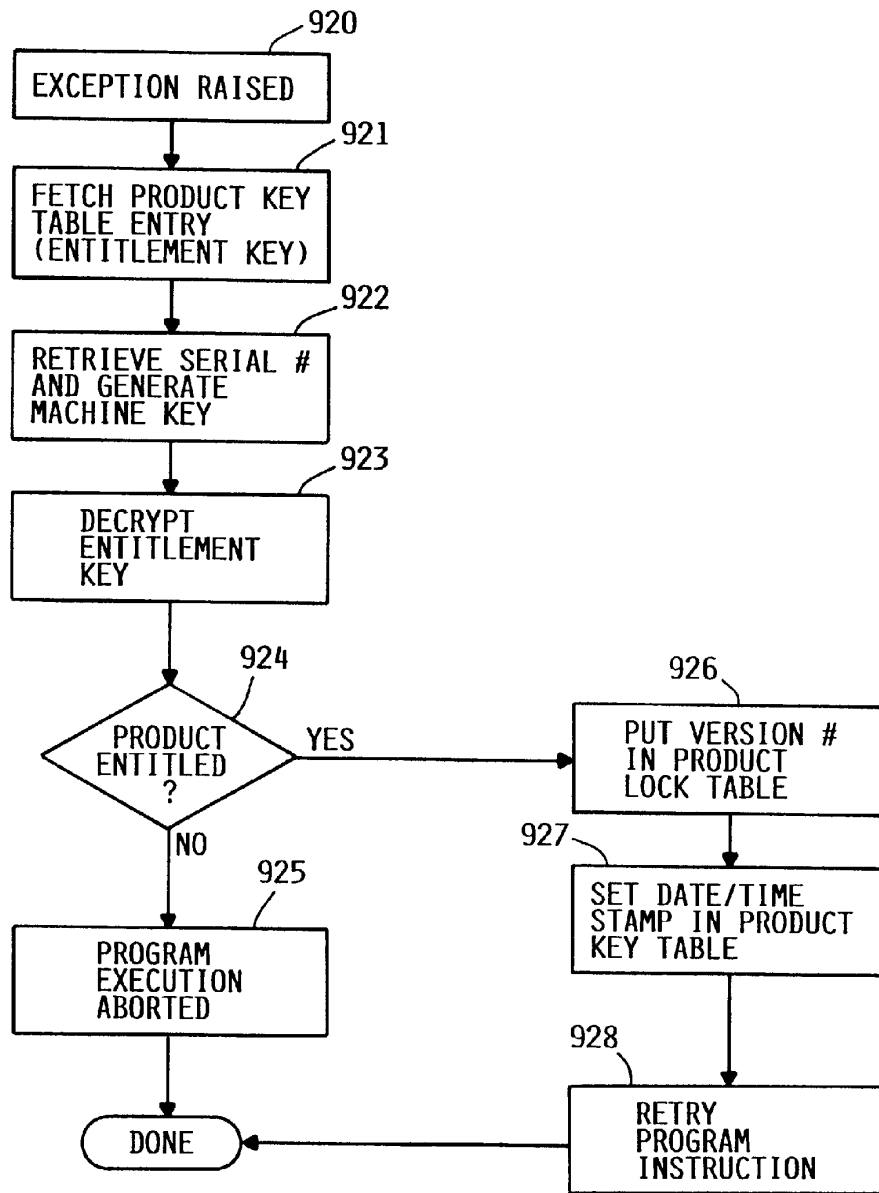 920
EXCEPTION RAISED
921
FETCH PRODUCT KEY
TABLE ENTRY
(ENTITLEMENT KEY)
922
RETRIEVE SERIAL #
AND GENERATE
MACHINE KEY
923
DECRYPT
ENTITLEMENT
KEY
924
PRODUCT
ENTITLED
?
YES
NO
925
PROGRAM
EXECUTION
ABORTED
926
PUT VERSION #
IN PRODUCT
LOCK TABLE
927
SET DATE/TIME
STAMP IN PRODUCT
KEY TABLE
928
RETRY
PROGRAM
INSTRUCTION
DONE